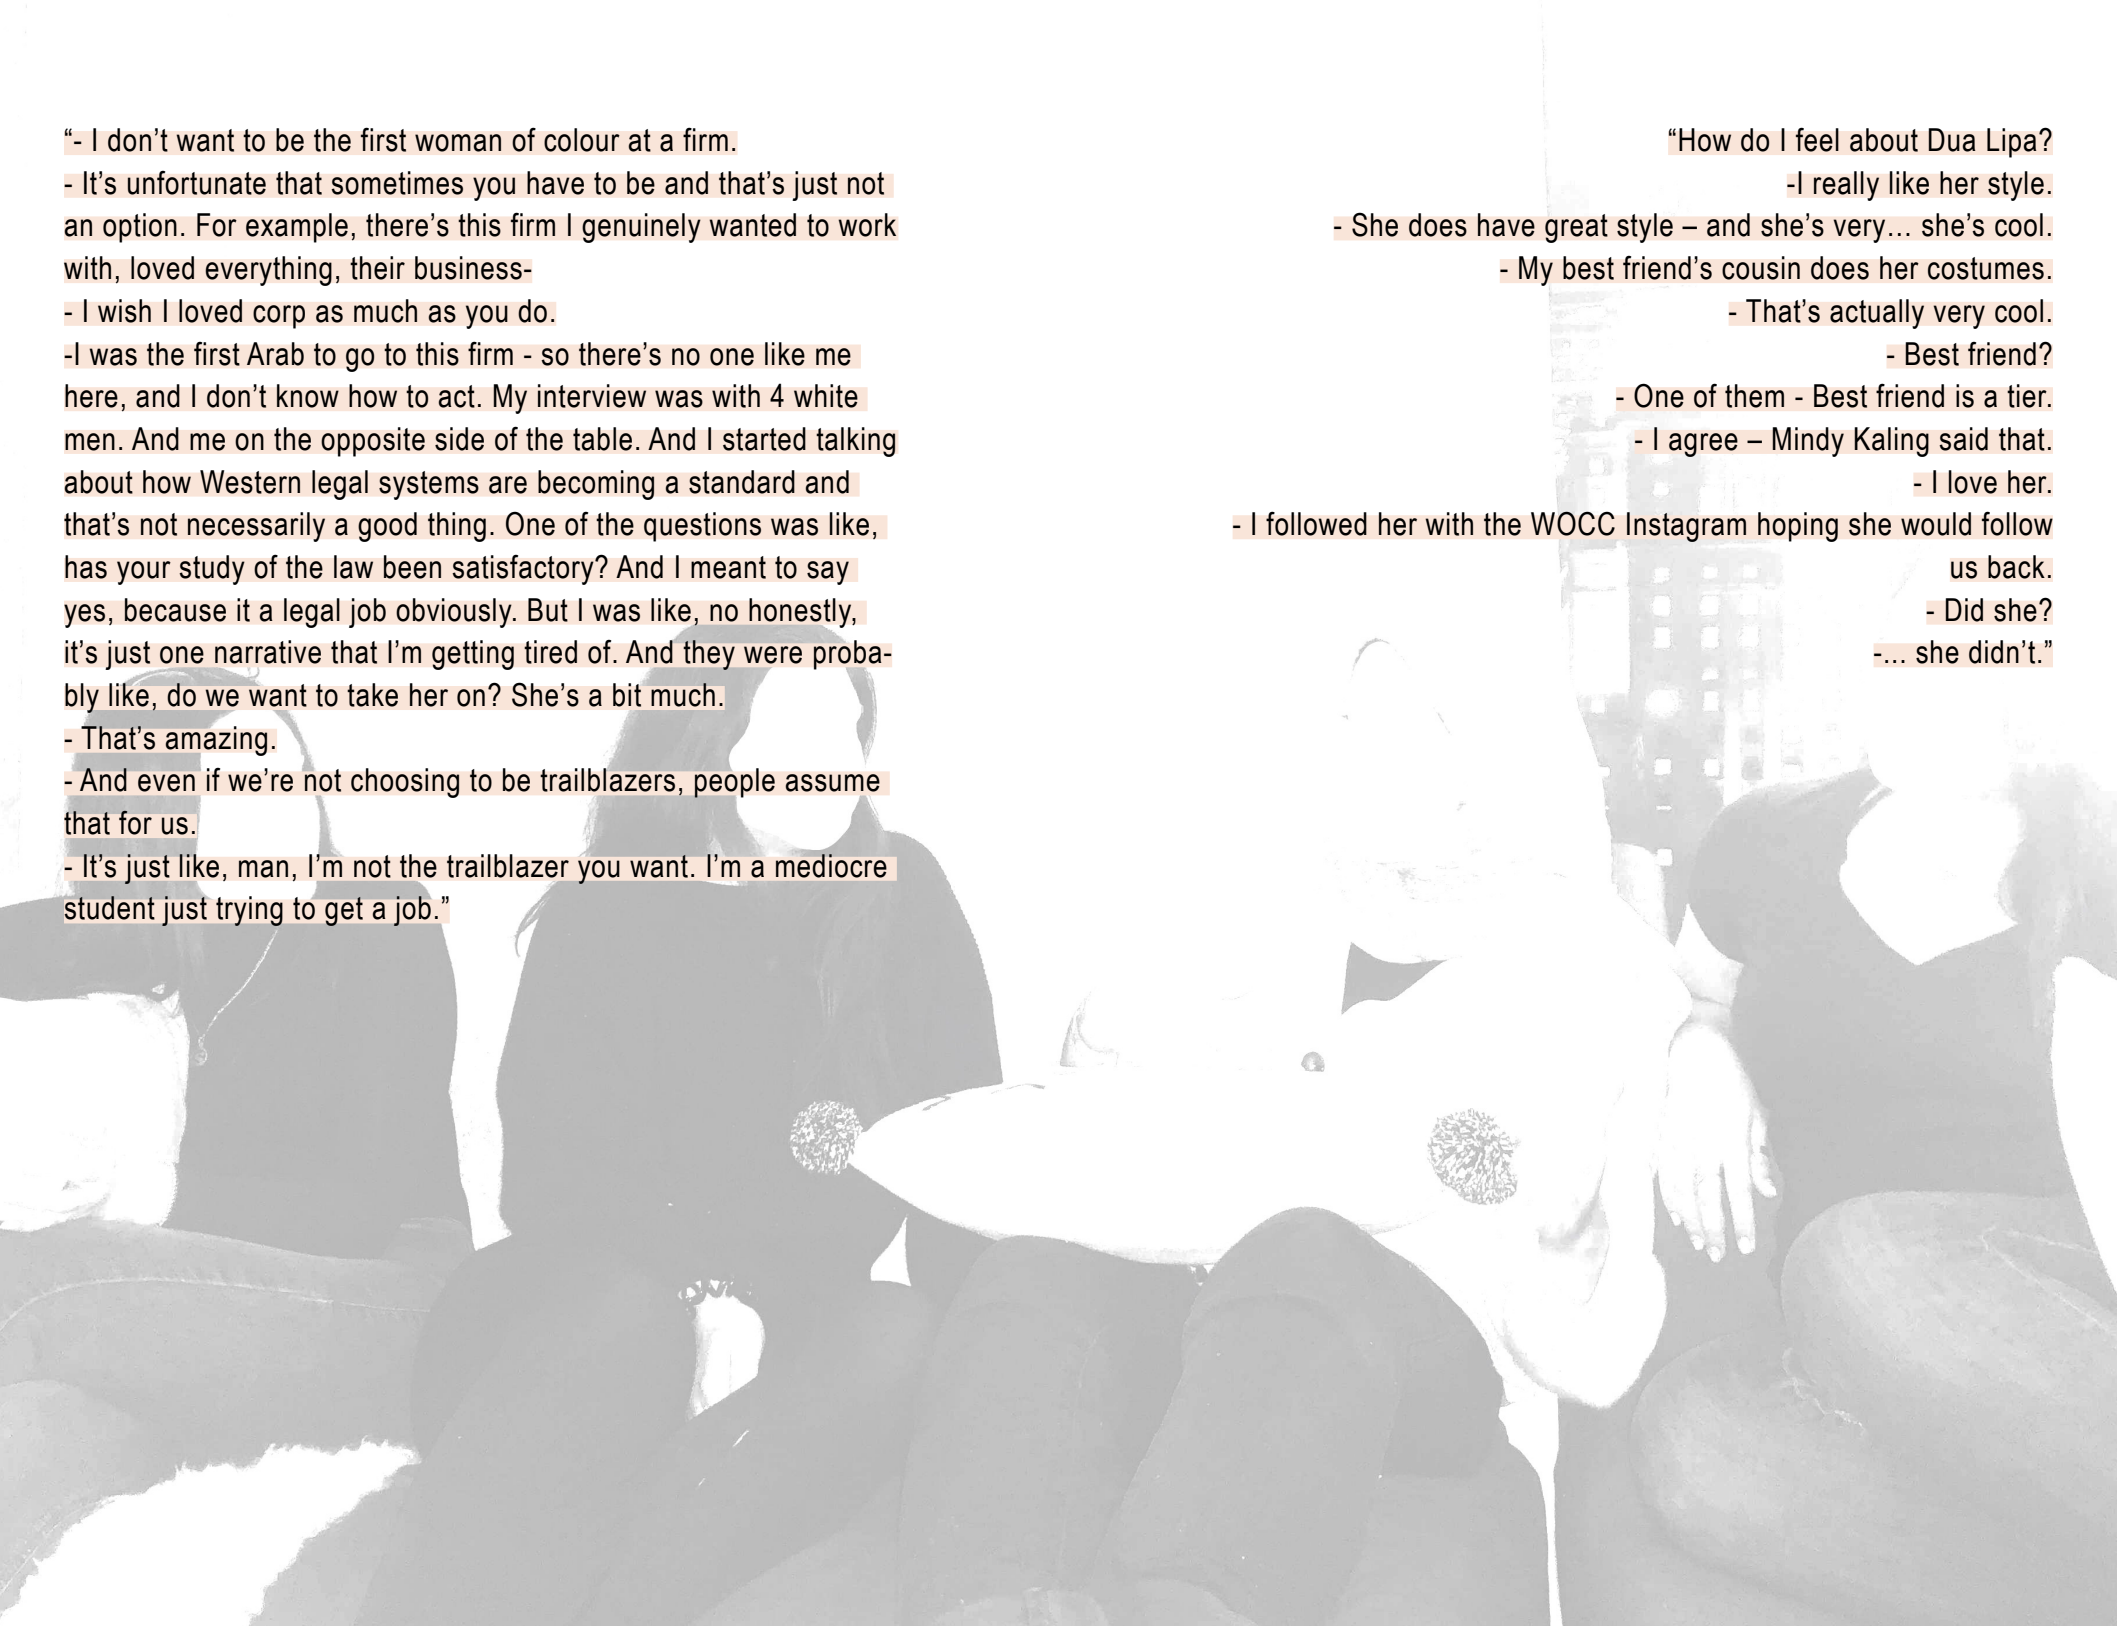 “- I don’t want to be the first woman of colour at a firm.
- It’s unfortunate that sometimes you have to be and that’s just not
an option. For example, there’s this firm I genuinely wanted to work
with, loved everything, their business-
- I wish I loved corp as much as you do.
-I was the first Arab to go to this firm - so there’s no one like me
here, and I don’t know how to act. My interview was with 4 white
men. And me on the opposite side of the table. And I started talking
about how Western legal systems are becoming a standard and
that’s not necessarily a good thing. One of the questions was like,
has your study of the law been satisfactory? And I meant to say
yes, because it a legal job obviously. But I was like, no honestly,
it’s just one narrative that I’m getting tired of. And they were proba-
bly like, do we want to take her on? She’s a bit much.
- That’s amazing.
- And even if we’re not choosing to be trailblazers, people assume
that for us.
- It’s just like, man, I’m not the trailblazer you want. I’m a mediocre
student just trying to get a job.”
“How do I feel about Dua Lipa?
-I really like her style.
- She does have great style – and she’s very… she’s cool.
- My best friend’s cousin does her costumes.
- That’s actually very cool.
- Best friend?
- One of them - Best friend is a tier.
- I agree – Mindy Kaling said that.
- I love her.
- I followed her with the WOCC Instagram hoping she would follow
us back.
- Did she?
-… she didn’t.”